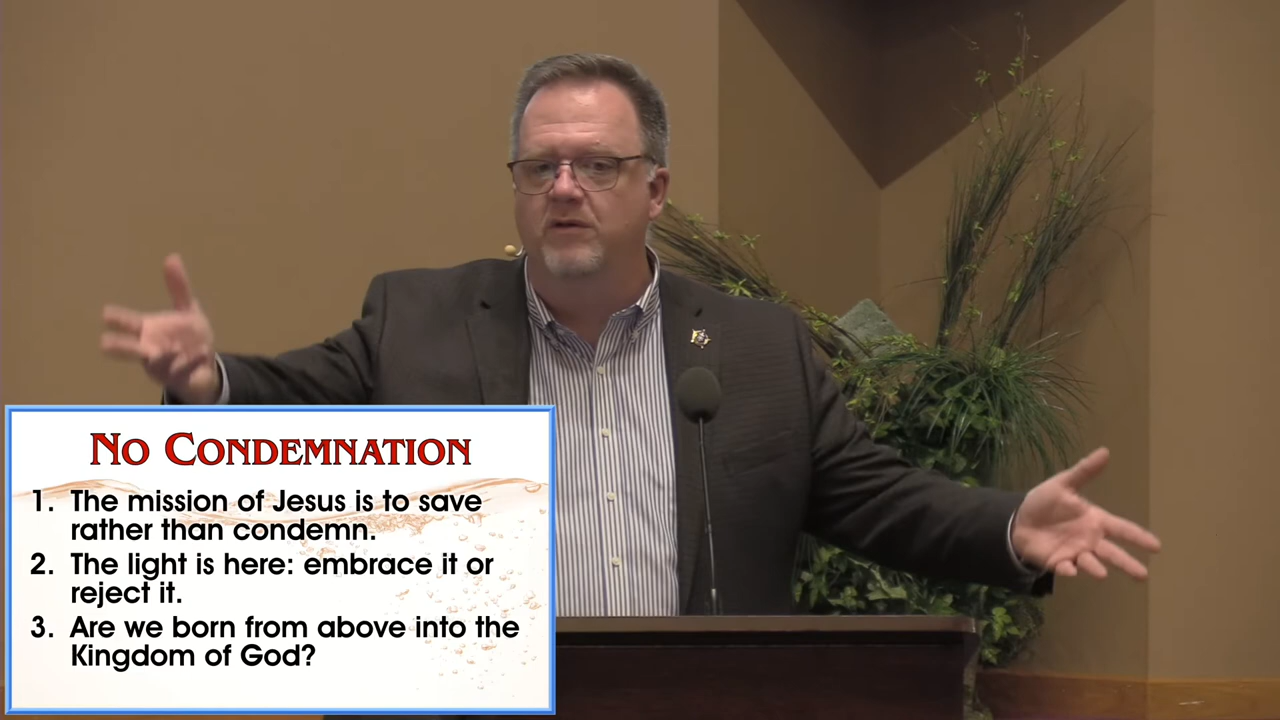 No Condemnation
1. The mission of Jesus is to save
rather than condemn.
2. The light is here: embrace it or
reject it.
3. Are we born from above into the
Kingdom of God?